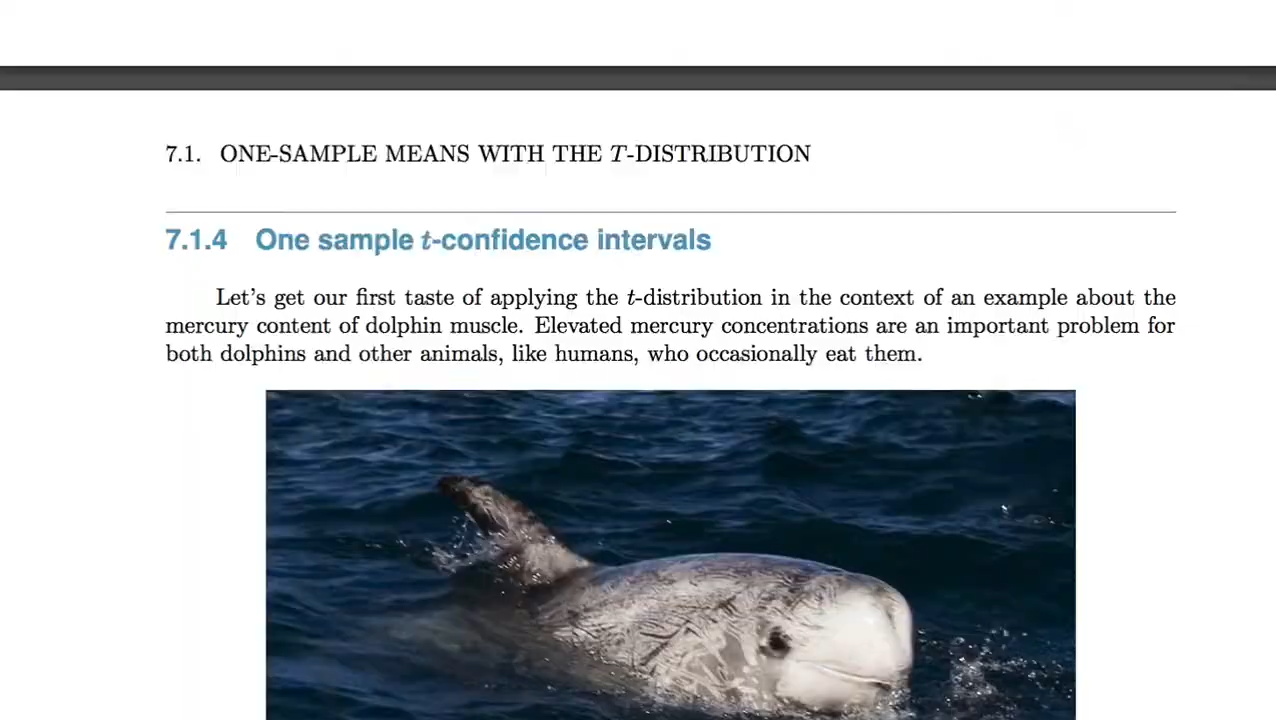 7.1. ONE-SAMPLE MEANS WITH THE T-DISTRIBUTION
7.1.4 One sample t-confidence intervals
Let's get our first taste of applying the t-distribution in the context of an example about the
mercury content of dolphin muscle. Elevated mercury concentrations are an important problem for
both dolphins and other animals, like humans, who occasionally eat them.